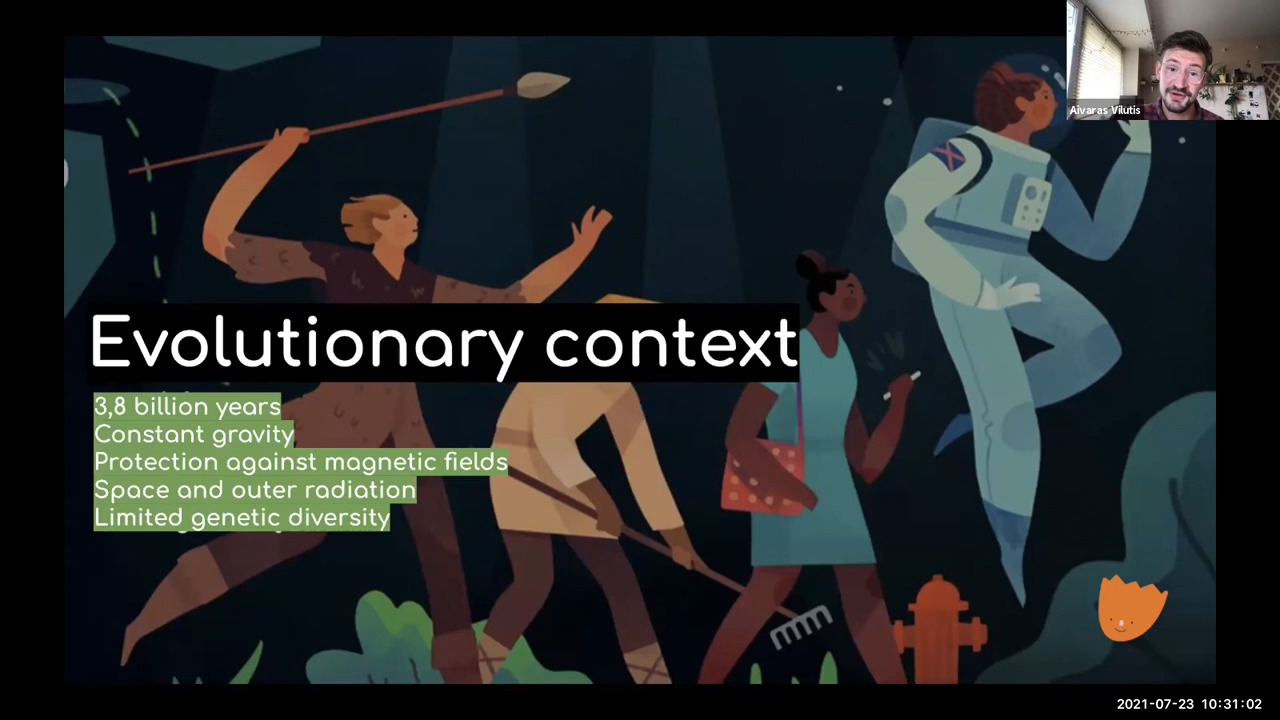 Aivaras Vilutis
Evolutionary context
3,8 billion years
Constant gravity
Protection against magnetic fields
Space and outer radiation
Limited genetic diversity
2021-07-23 10:31:02